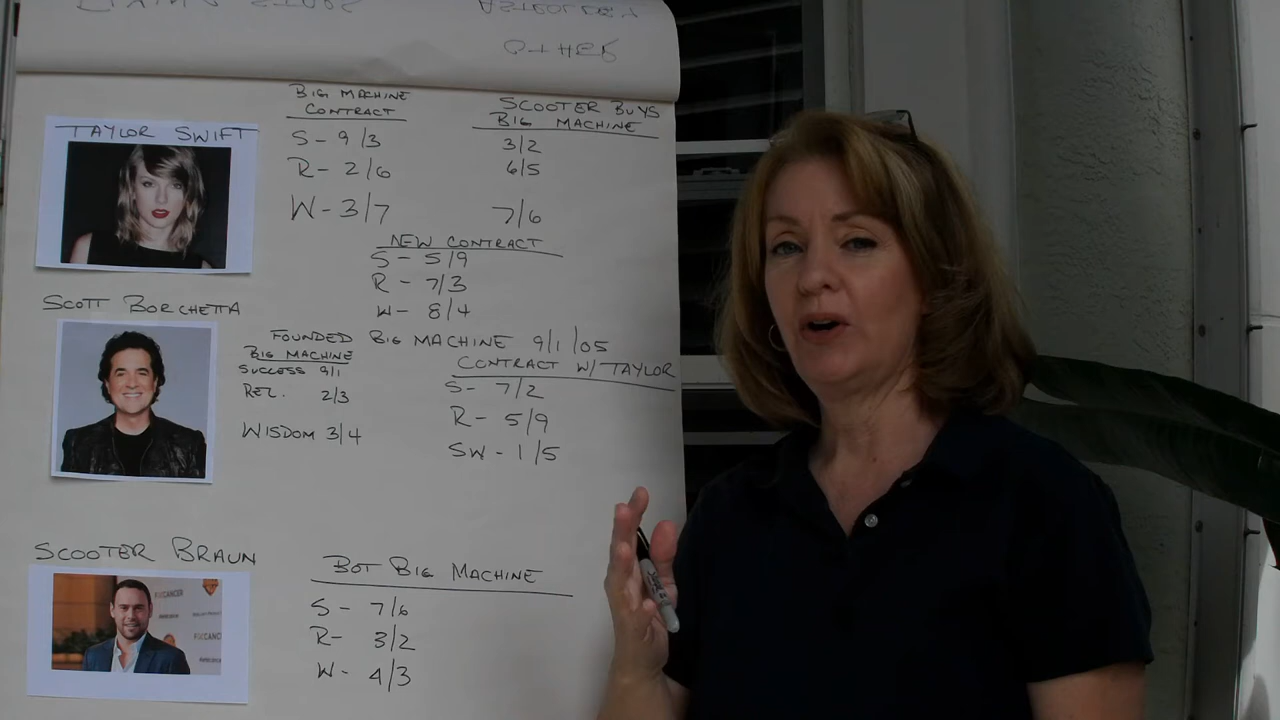 OTHER
TAYLOR SWIFT
BIG MACHINE
CONTRACT
S - 9/3
R - 2/6
W - 3/7
SCOOTER BUYS
BIG MACHINE
3/2
6/5
7/6
NEW CONTRACT
S - 5/9
R - 7/3
W - 8/4
SCOTT BORCHETTA
FOUNDED BIG MACHINE 9/1/05
BIG MACHINE
SUCCESS 9/1
REL. 2/3
WISDOM 3/4
CONTRACT W/ TAYLOR
S - 7/2
R - 5/9
SW - 1/5
SCOOTER BRAUN
BOT BIG MACHINE
S - 7/6
R - 3/2
W - 4/3